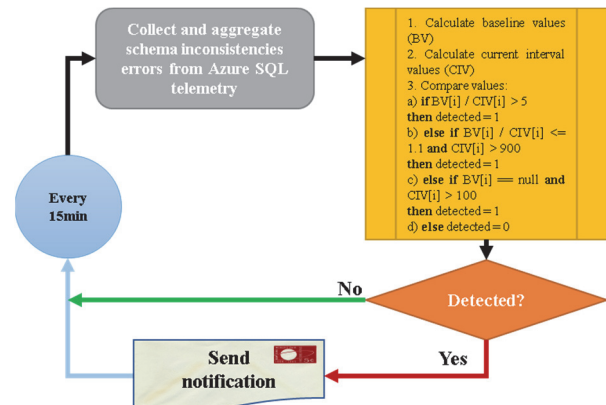 Collect and aggregate
schema inconsistencies
errors from Azure SQL
telemetry
1. Calculate baseline values
(BV)
2. Calculate current interval
values (CIV)
3. Compare values:
a) if BV[i] / CIV[i] > 5
then detected = 1
b) else if BV[i] / CIV[i] <=
1.1 and CIV[i] > 900
then detected = 1
c) else if BV[i] == null and
CIV[i] > 100
then detected = 1
d) else detected = 0
Every
15min
No
Detected?
Yes
Send
notification